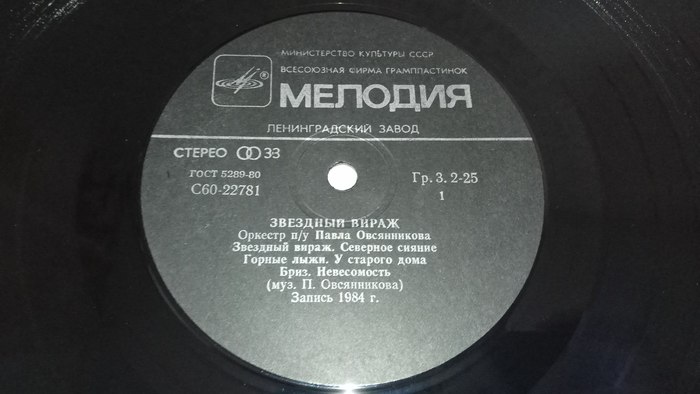 МИНИСТЕРСТВО КУЛЬТУРЫ СССР
ВСЕСОЮЗНАЯ ФИРМА ГРАМПЛАСТИНОК
®
МЕЛОДИЯ
ЛЕНИНГРАДСКИЙ ЗАВОД
СТЕРЕО 33
ГОСТ 5289-80
С60-22781
Гр. 3. 2-25
1
ЗВЕЗДНЫЙ ВИРАЖ
Оркестр п/у Павла Овсянникова
Звездный вираж. Северное сияние
Горные лыжи. У старого дома
Бриз. Невесомость
(муз. П. Овсянникова)
Запись 1984 г.